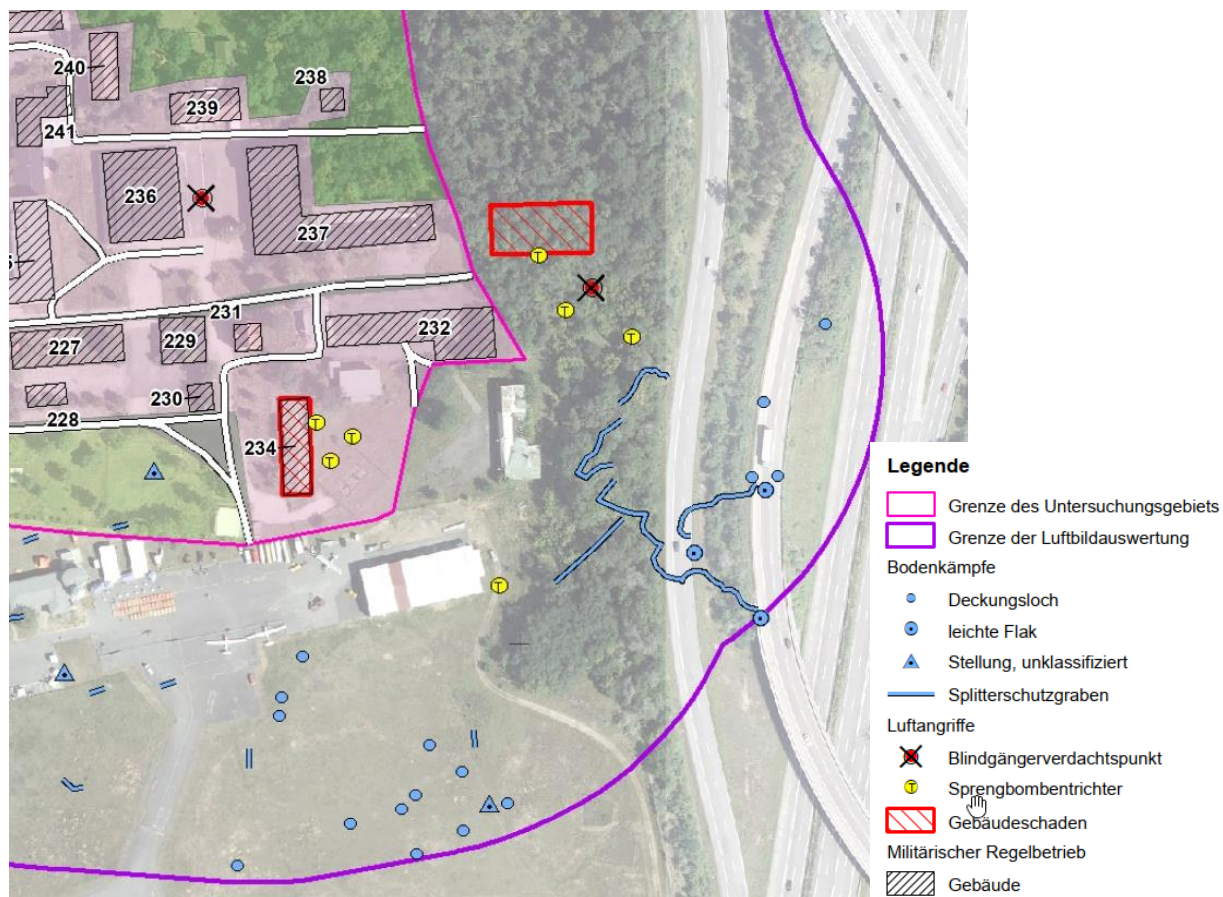 240
238
239
241
236
237
231
232
227
229
230
228
234
T
T
T
T
T
T
T
Legende
Grenze des Untersuchungsgebiets
Grenze der Luftbildauswertung
Bodenkämpfe
Deckungsloch
leichte Flak
Stellung, unklassifiziert
Splitterschutzgraben
Luftangriffe
Blindgängerverdachtspunkt
T Sprengbombentrichter
Gebäudeschaden
Militärischer Regelbetrieb
Gebäude